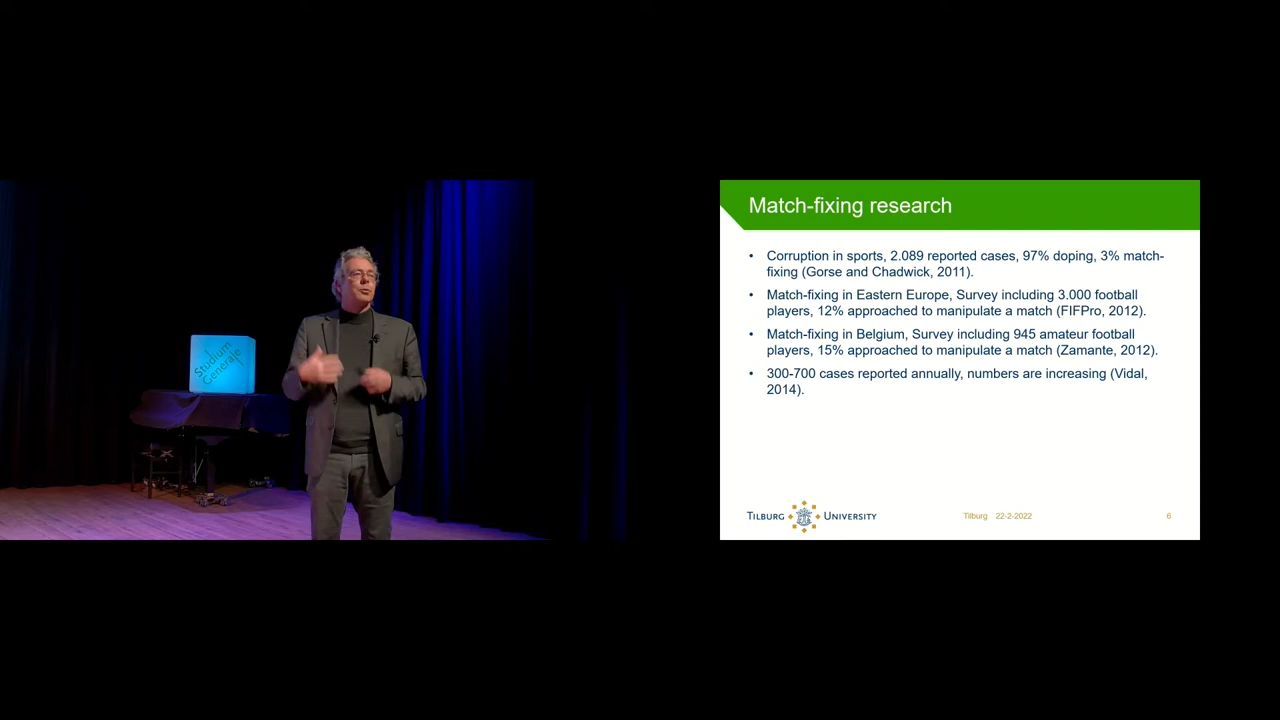 Studium
Generale
Match-fixing research
• Corruption in sports, 2.089 reported cases, 97% doping, 3% match-
fixing (Gorse and Chadwick, 2011).
• Match-fixing in Eastern Europe, Survey including 3.000 football
players, 12% approached to manipulate a match (FIFPro, 2012).
• Match-fixing in Belgium, Survey including 945 amateur football
players, 15% approached to manipulate a match (Zamante, 2012).
• 300-700 cases reported annually, numbers are increasing (Vidal,
2014).
TILBURG UNIVERSITY
Tilburg 22-2-2022
6